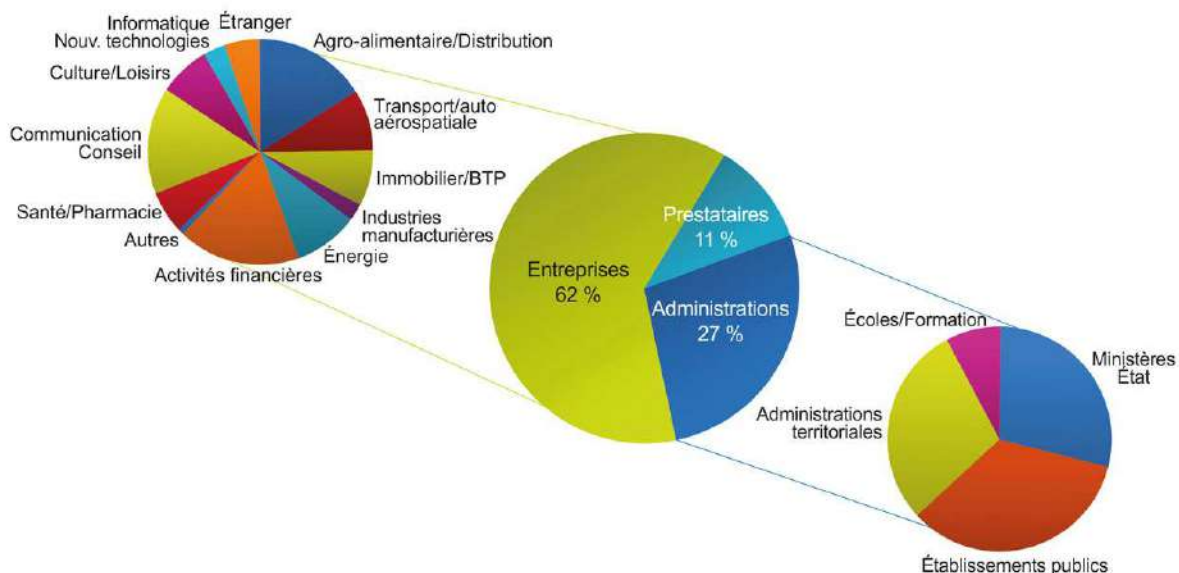 Informatique
Nouv. technologies
Étranger
Agro-alimentaire/Distribution
Culture/Loisirs
Transport/auto
aérospatiale
Communication
Conseil
Immobilier/BTP
Santé/Pharmacie
Industries
manufacturières
Autres
Énergie
Activités financières
Prestataires
11 %
Entreprises
62 %
Administrations
27 %
Écoles/Formation
Ministères
État
Administrations
territoriales
Établissements publics